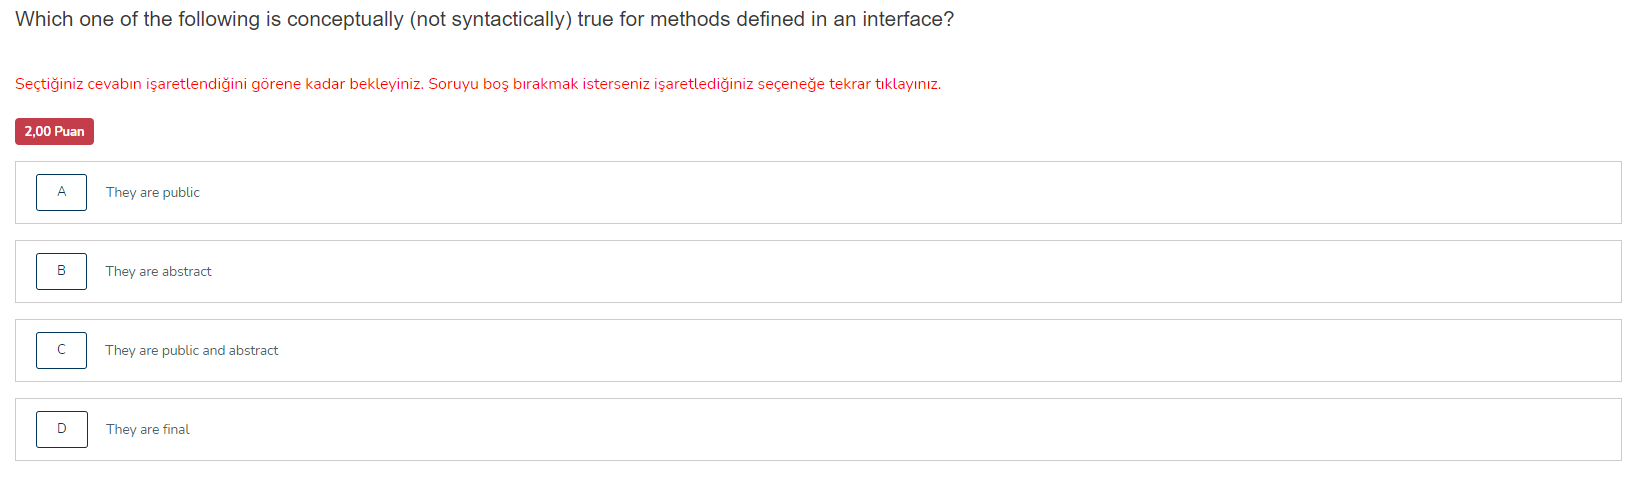 Which one of the following is conceptually (not syntactically) true for methods defined in an interface?
Seçtiğiniz cevabın işaretlendiğini görene kadar bekleyiniz. Soruyu boş bırakmak isterseniz işaretlediğiniz seçeneğe tekrar tıklayınız.
2,00 Puan
A They are public
B They are abstract
C They are public and abstract
D They are final